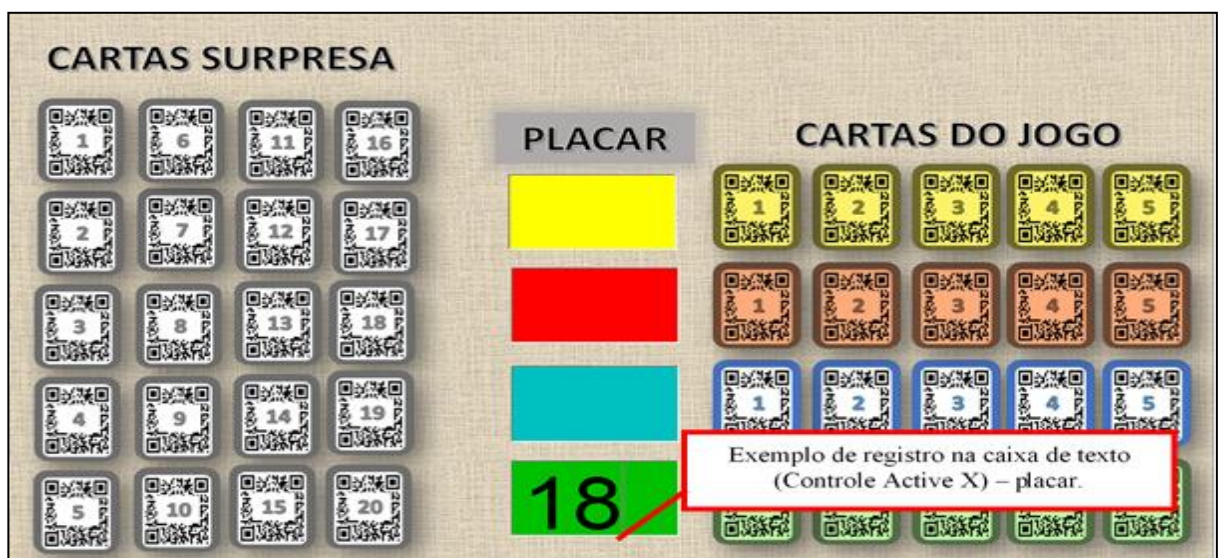 CARTAS SURPRESA
1 6 11 16
2 7 12 17
3 8 13 18
4 9 14 19
5 10 15 20
PLACAR
18
CARTAS DO JOGO
1 2 3 4 5
1 2 3 4 5
1 2 3 4 5
Exemplo de registro na caixa de texto
(Controle Active X) – placar.